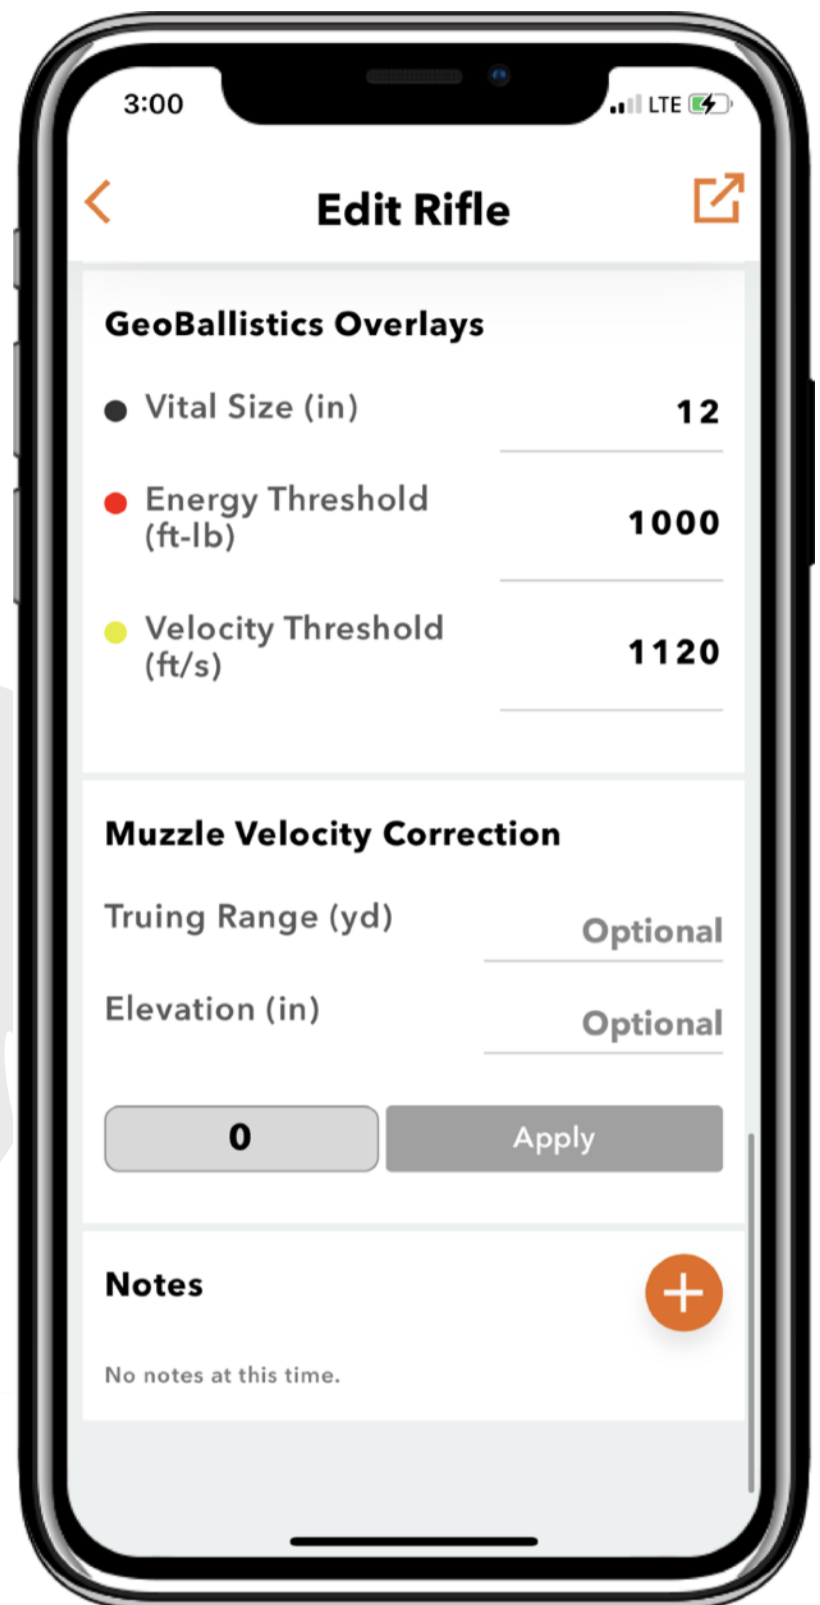 3:00
LTE
Edit Rifle
GeoBallistics Overlays
Vital Size (in)
12
Energy Threshold
(ft-lb)
1000
Velocity Threshold
(ft/s)
1120
Muzzle Velocity Correction
Truing Range (yd)
Optional
Elevation (in)
Optional
0
Apply
Notes
No notes at this time.